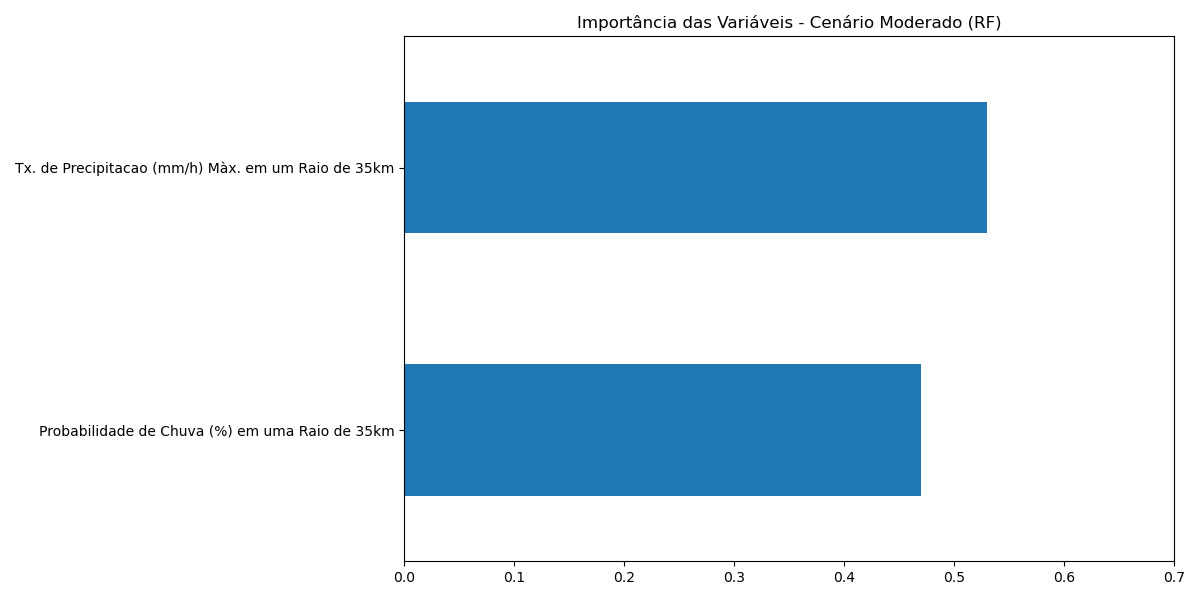 Importância das Variáveis - Cenário Moderado (RF)
Tx. de Precipitacao (mm/h) Màx. em um Raio de 35km
Probabilidade de Chuva (%) em uma Raio de 35km
0.0 0.1 0.2 0.3 0.4 0.5 0.6 0.7